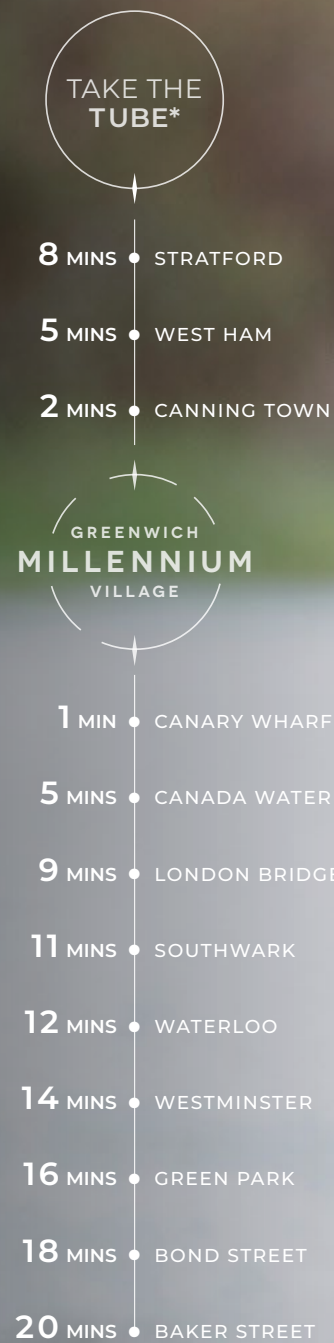 TAKE THE
TUBE*
8 MINS STRATFORD
5 MINS WEST HAM
2 MINS CANNING TOWN
GREENWICH
MILLENNIUM
VILLAGE
1 MIN CANARY WHARF
5 MINS CANADA WATER
9 MINS LONDON BRIDGE
11 MINS SOUTHWARK
12 MINS WATERLOO
14 MINS WESTMINSTER
16 MINS GREEN PARK
18 MINS BOND STREET
20 MINS BAKER STREET